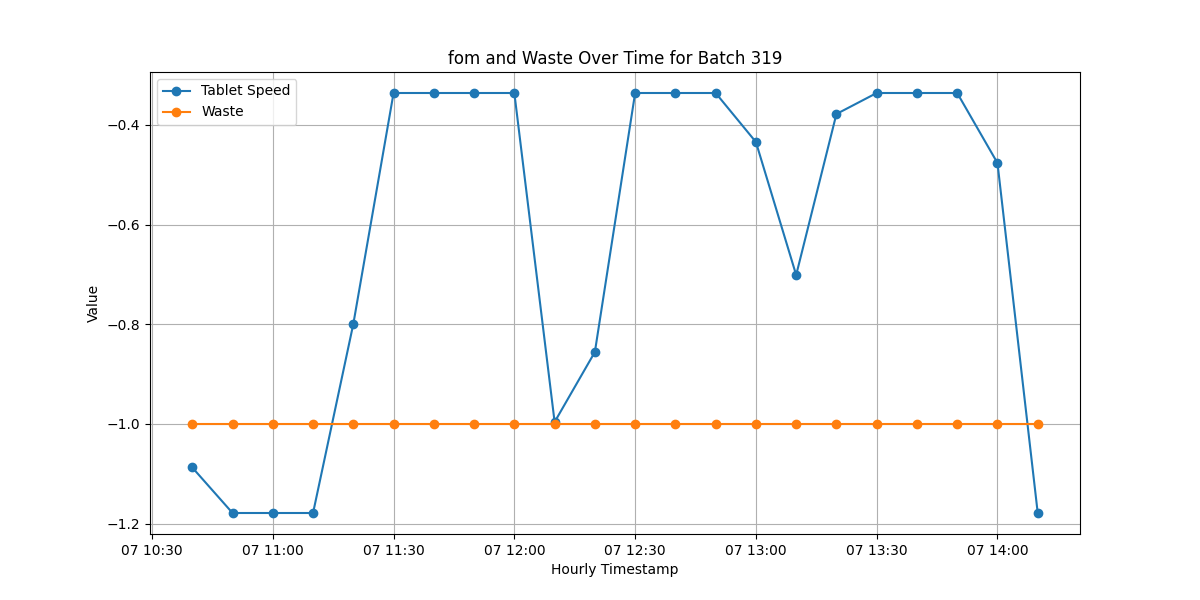 fom and Waste Over Time for Batch 319
Tablet Speed
Waste
Value
−0.4
−0.6
−0.8
−1.0
−1.2
07 10:30
07 11:00
07 11:30
07 12:00
07 12:30
07 13:00
07 13:30
07 14:00
Hourly Timestamp